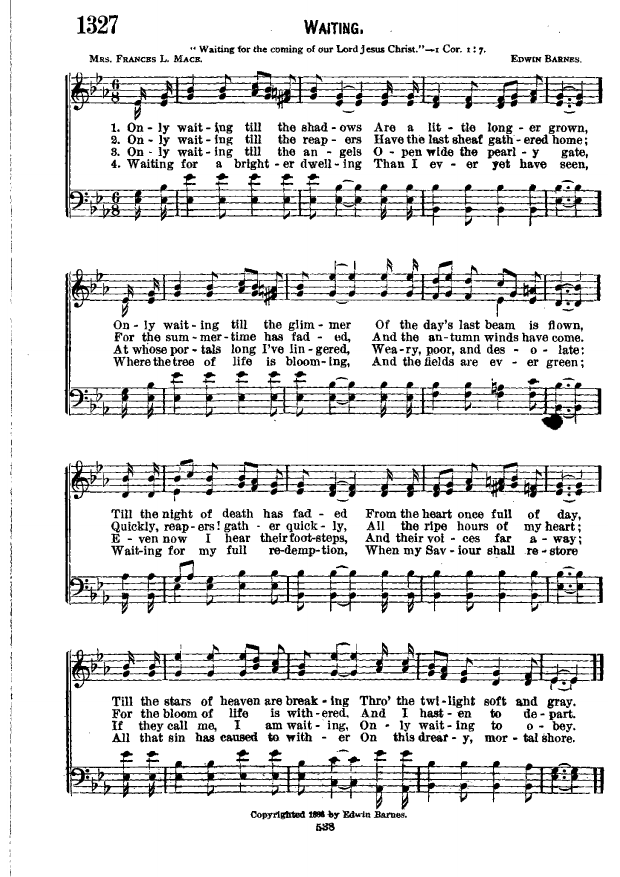 1327
WAITING.
" Waiting for the coming of our Lord Jesus Christ."—1 Cor. 1 : 7.
MRS. FRANCES L. MACE. EDWIN BARNES.
1. On - ly wait - ing till the shad - ows Are a lit - tle long - er grown,
2. On - ly wait - ing till the reap - ers Have the last sheaf gath - ered home;
3. On - ly wait - ing till the an - gels O - pen wide the pearl - y gate,
4. Waiting for a bright - er dwell - ing Than I ev - er yet have seen,
On - ly wait - ing till the glim - mer Of the day's last beam is flown,
For the sum - mer - time has fad - ed, And the au - tumn winds have come.
At whose por - tals long I've lin - gered, Wea - ry, poor, and des - o - late:
Where the tree of life is bloom - ing, And the fields are ev - er green;
Till the night of death has fad - ed From the heart once full of day,
Quickly, reap - ers! gath - er quick - ly, All the ripe hours of my heart;
E - ven now I hear their foot - steps, And their voi - ces far a - way;
Wait - ing for my full re - demp - tion, When my Sav - iour shall re - store
Till the stars of heaven are break - ing Thro' the twi - light soft and gray.
For the bloom of life is with - ered, And I hast - en to de - part.
If they call me, I am wait - ing, On - ly wait - ing to o - bey.
All that sin has caused to with - er On this drear - y, mor - tal shore.
Copyrighted by Edwin Barnes.
538